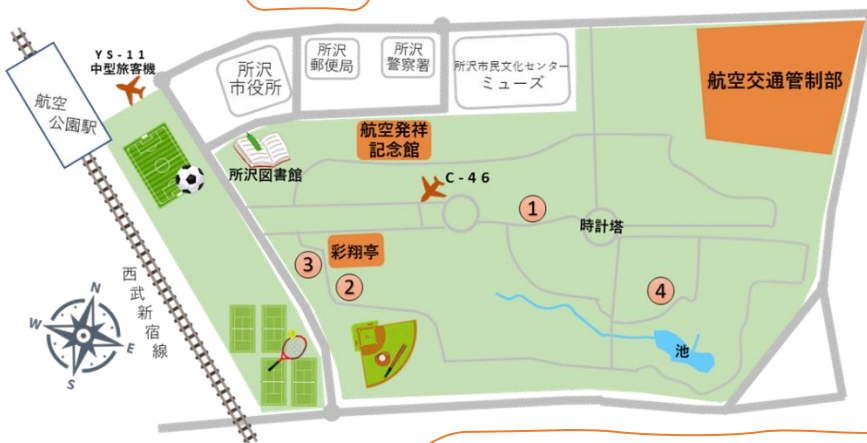 YS-11
中型旅客機
航空
公園駅
所沢
市役所
所沢
郵便局
所沢
警察署
所沢市民文化センター
ミューズ
航空交通管制部
航空発祥
記念館
所沢図書館
C-46
①
時計塔
彩翔亭
③
②
④
池
西武新宿線
N
W
E
S